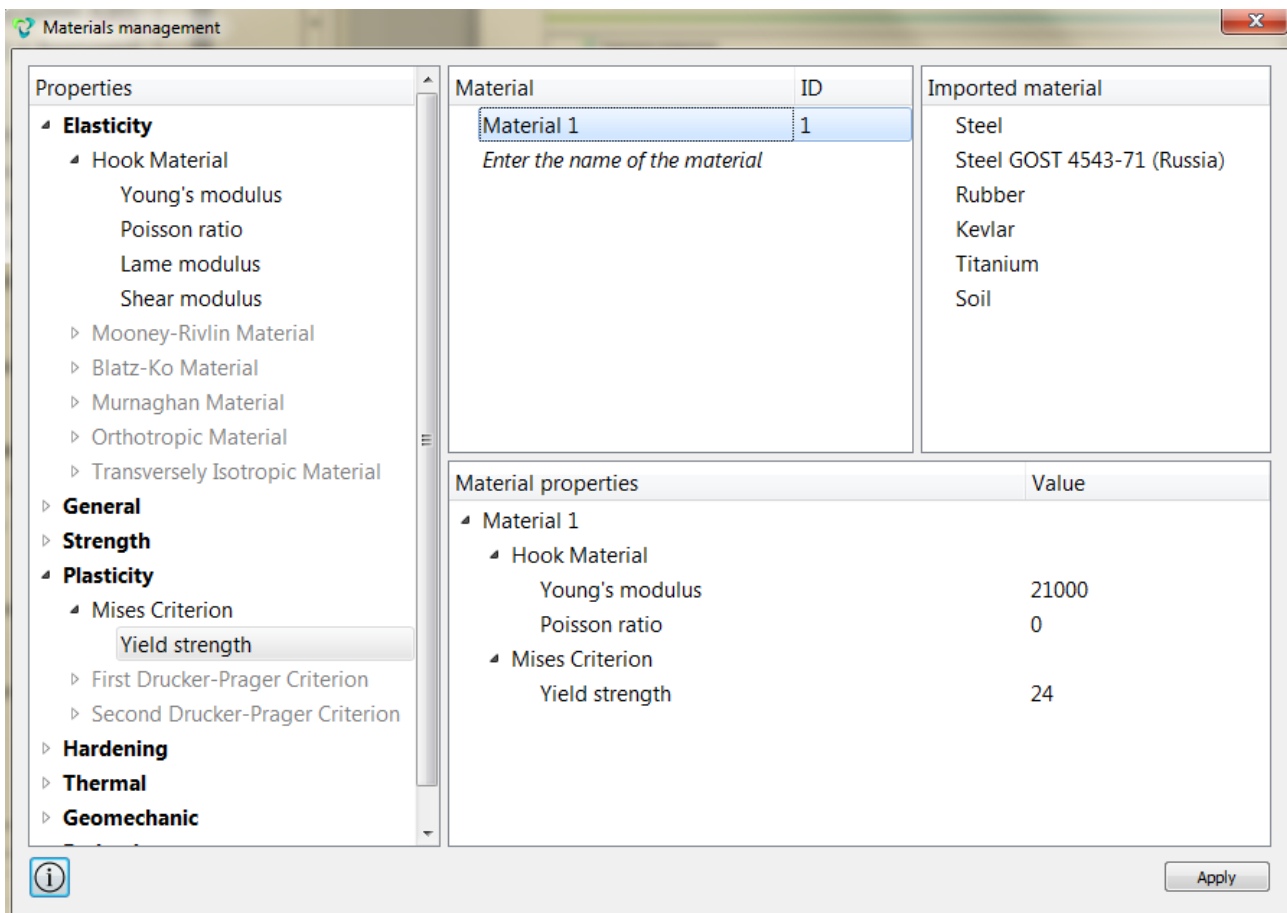 Materials management
Properties
Elasticity
Hook Material
Young's modulus
Poisson ratio
Lame modulus
Shear modulus
Mooney-Rivlin Material
Blatz-Ko Material
Murnaghan Material
Orthotropic Material
Transversely Isotropic Material
General
Strength
Plasticity
Mises Criterion
Yield strength
First Drucker-Prager Criterion
Second Drucker-Prager Criterion
Hardening
Thermal
Geomechanic
Material ID
Material 1 1
Enter the name of the material
Imported material
Steel
Steel GOST 4543-71 (Russia)
Rubber
Kevlar
Titanium
Soil
Material properties Value
Material 1
Hook Material
Young's modulus 21000
Poisson ratio 0
Mises Criterion
Yield strength 24
Apply